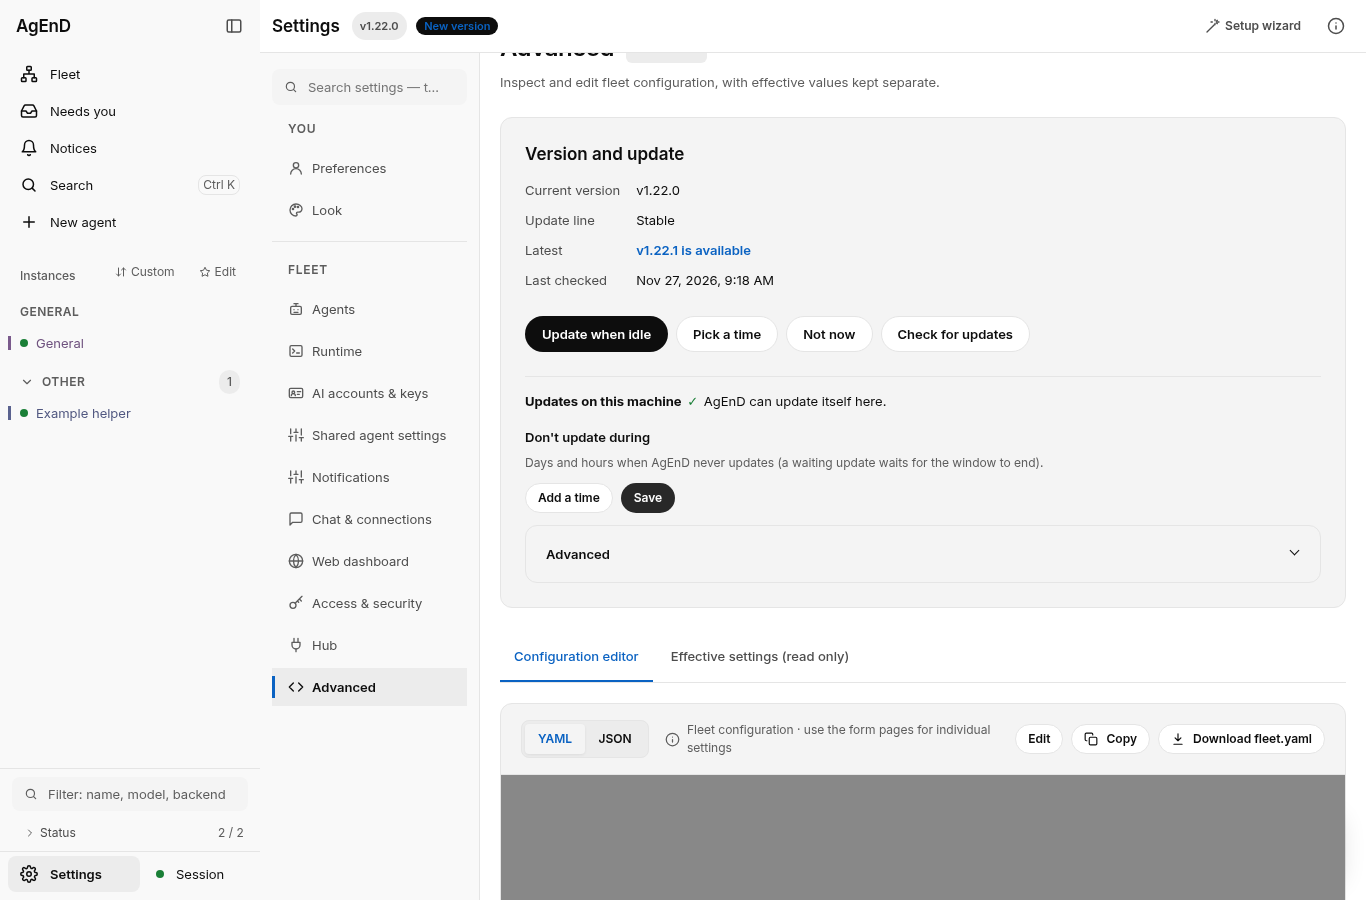 AgEnD
Fleet
Needs you
Notices
Search
Ctrl K
New agent
Instances
Custom
Edit
GENERAL
General
OTHER
1
Example helper
Filter: name, model, backend
Status
2 / 2
Settings
Session
Settings
v1.22.0
New version
Setup wizard
Search settings — t...
YOU
Preferences
Look
FLEET
Agents
Runtime
AI accounts & keys
Shared agent settings
Notifications
Chat & connections
Web dashboard
Access & security
Hub
Advanced
Advanced
Inspect and edit fleet configuration, with effective values kept separate.
Version and update
Current version v1.22.0
Update line Stable
Latest v1.22.1 is available
Last checked Nov 27, 2026, 9:18 AM
Update when idle
Pick a time
Not now
Check for updates
Updates on this machine ✓ AgEnD can update itself here.
Don't update during
Days and hours when AgEnD never updates (a waiting update waits for the window to end).
Add a time
Save
Advanced
Configuration editor
Effective settings (read only)
YAML
JSON
Fleet configuration · use the form pages for individual
settings
Edit
Copy
Download fleet.yaml